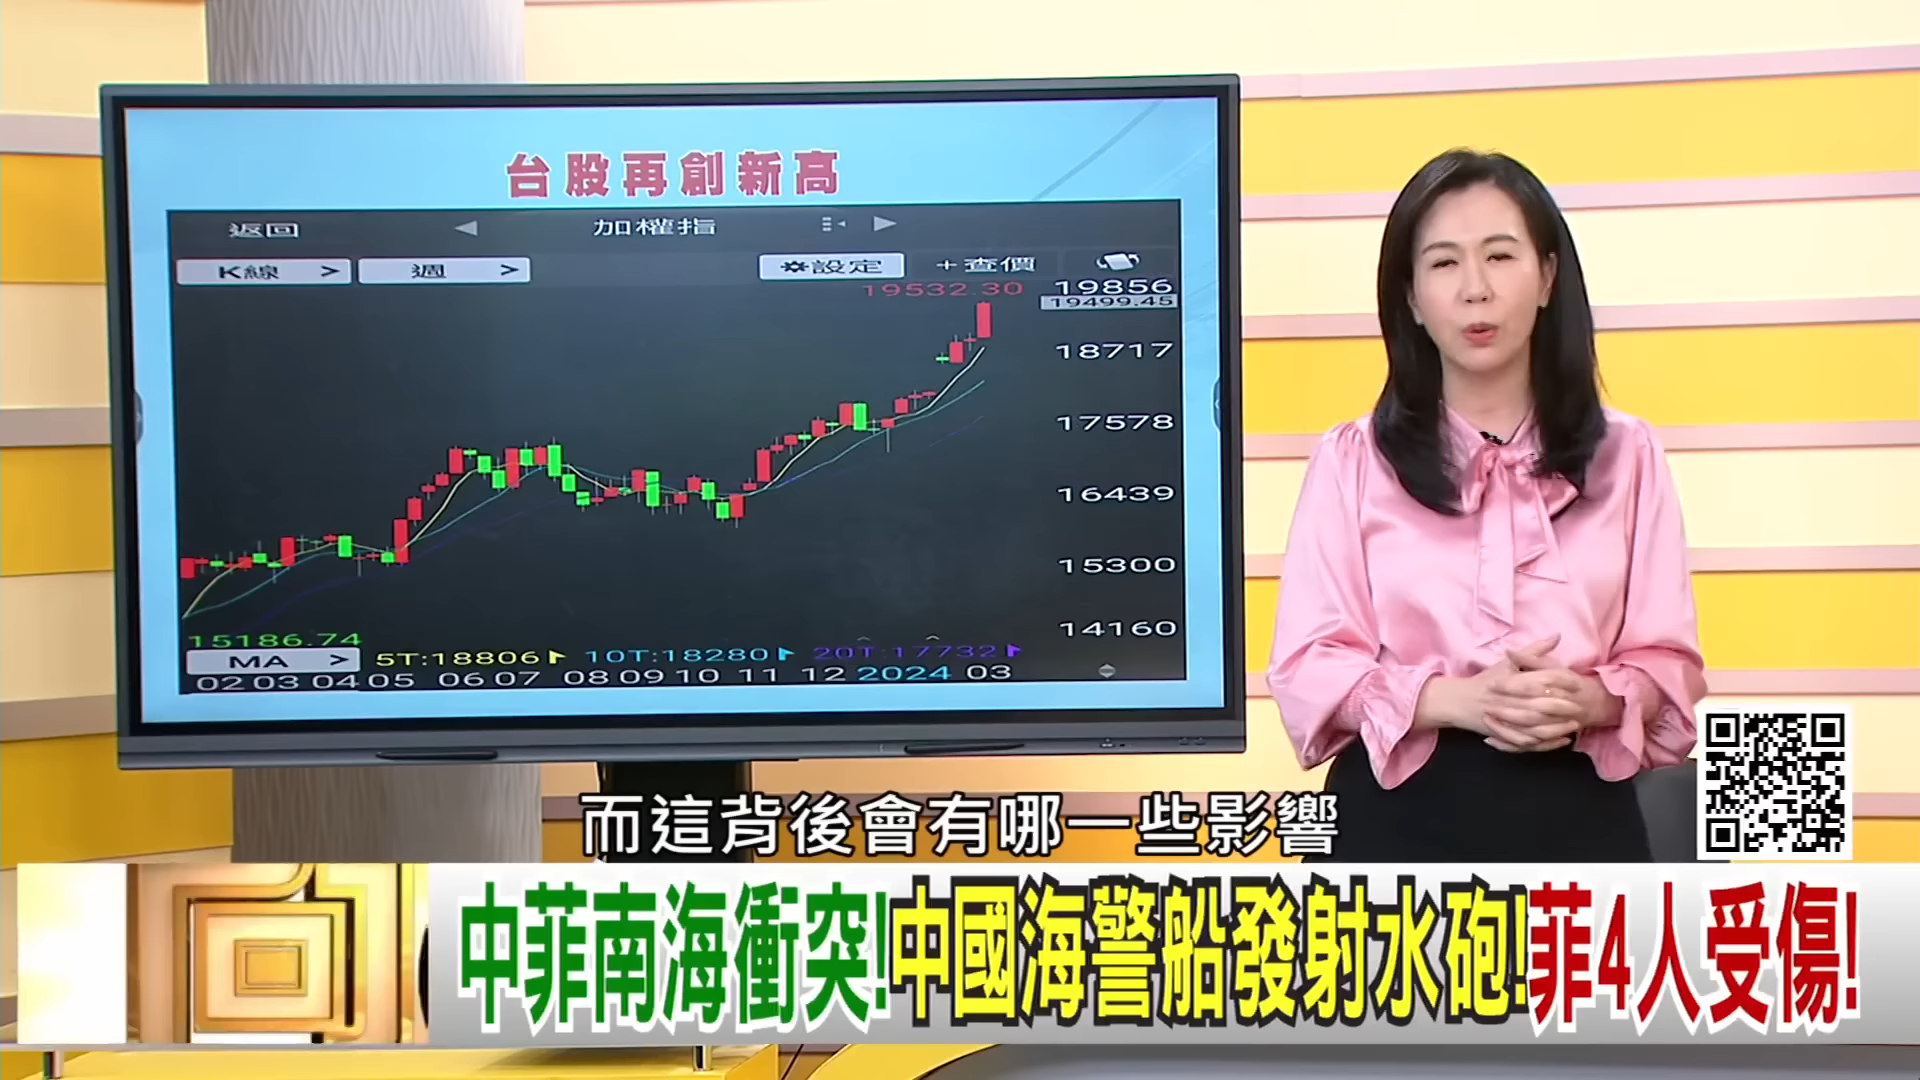 台股再創新高
返回 加權指
K線 > 週 > 設定 +查價
19532.30 19856
19499.45
18717
17578
16439
15300
15186.74 14160
MA > 5T:18806 10T:18280 20T:17732
02 03 04 05 06 07 08 09 10 11 12 2024 03
而這背後會有哪一些影響
中菲南海衝突!中國海警船發射水砲!菲4人受傷!